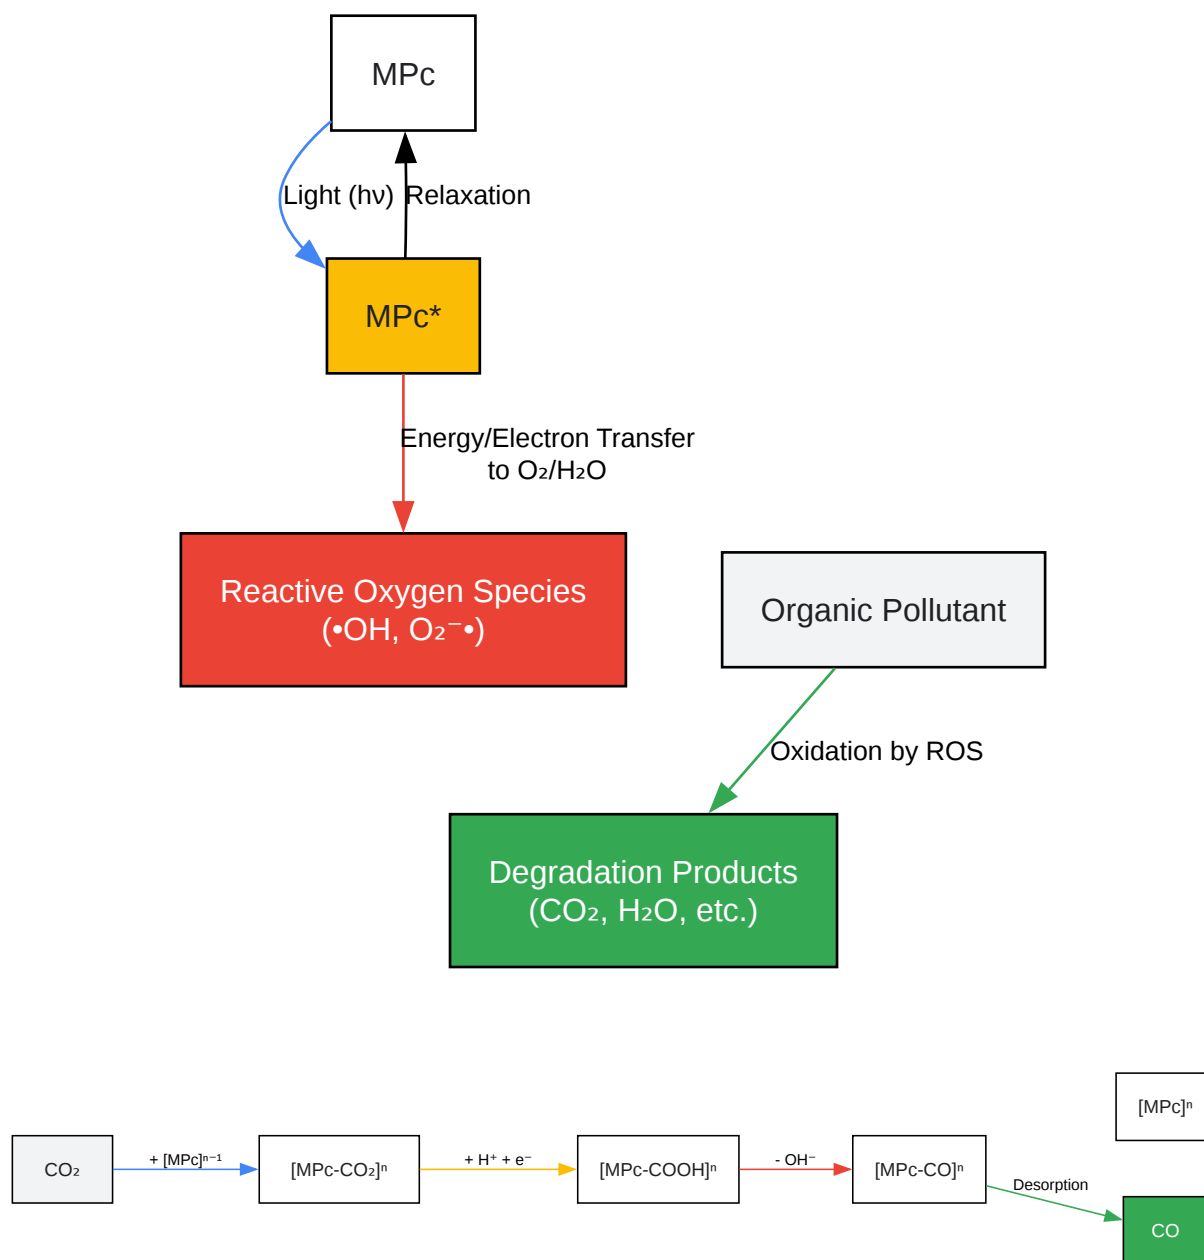 MPc
Light (hν)
Relaxation
MPc*
Energy/Electron Transfer
to O₂/H₂O
Reactive Oxygen Species
(•OH, O₂⁻•)
Organic Pollutant
Oxidation by ROS
Degradation Products
(CO₂, H₂O, etc.)
[MPc]ⁿ
CO₂
+ [MPc]ⁿ⁻¹
[MPc-CO₂]ⁿ
+ H⁺ + e⁻
[MPc-COOH]ⁿ
- OH⁻
[MPc-CO]ⁿ
Desorption
CO